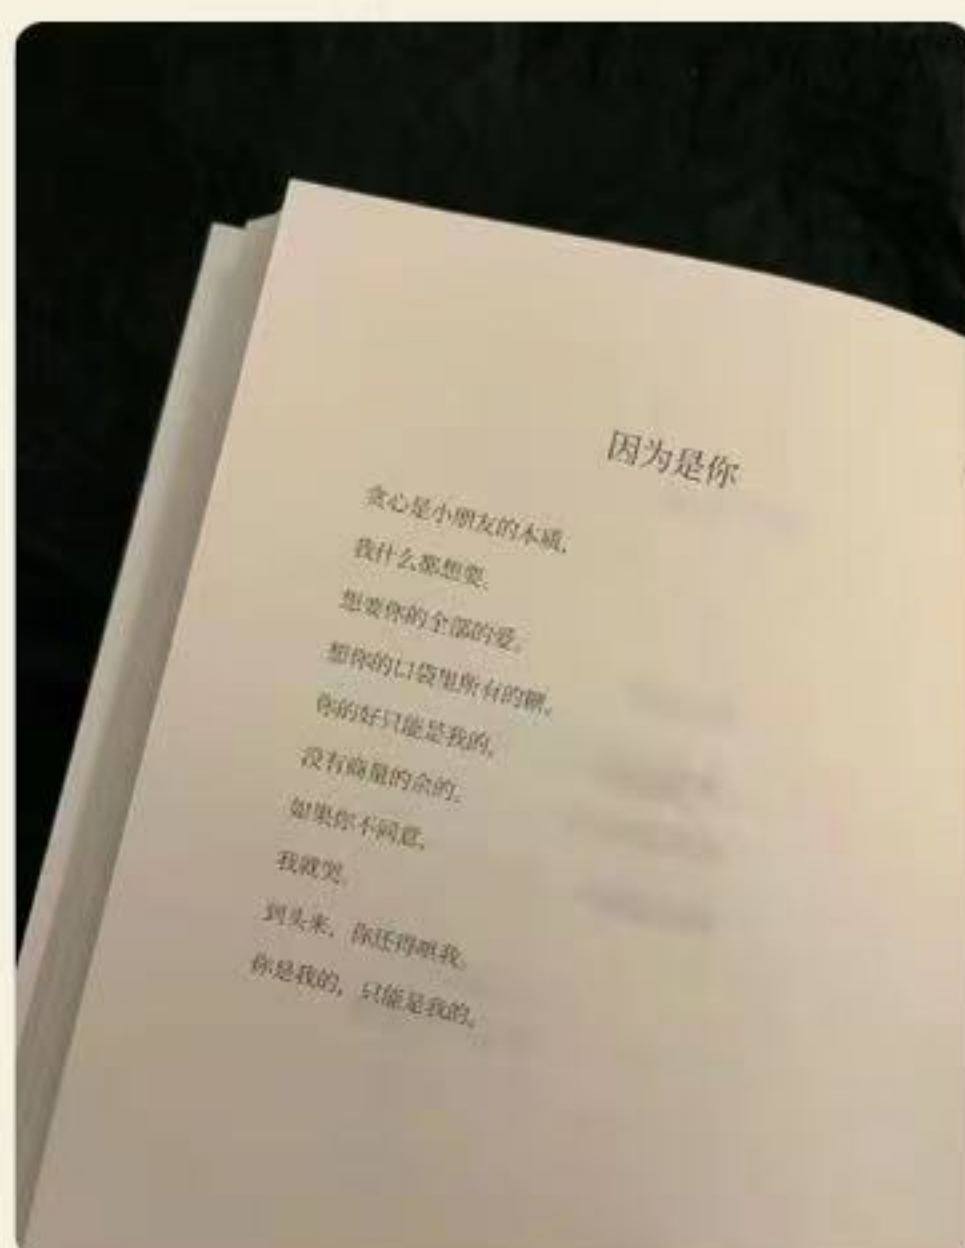 因为是你
贪心是小朋友的本质，
我什么都想要。
想要你的全部的爱。
想你的口袋里所有的糖。
你的好只能是我的，
没有商量的余的。
如果你不同意，
我就哭。
到头来，你还得哄我。
你是我的，只能是我的。